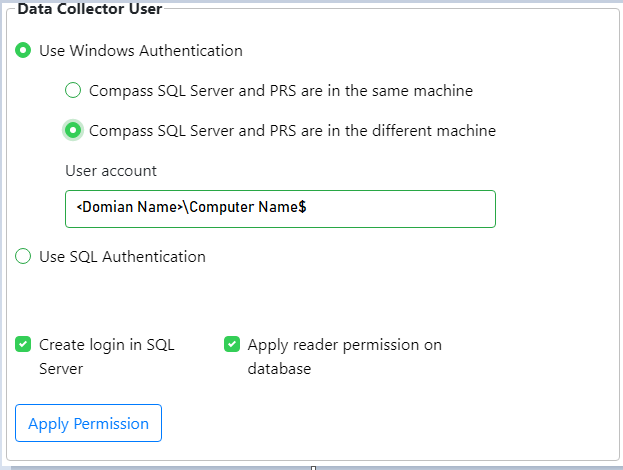 Data Collector User
Use Windows Authentication
Compass SQL Server and PRS are in the same machine
Compass SQL Server and PRS are in the different machine
User account
<Domian Name>\Computer Name$
Use SQL Authentication
Create login in SQL
Server
Apply reader permission on
database
Apply Permission